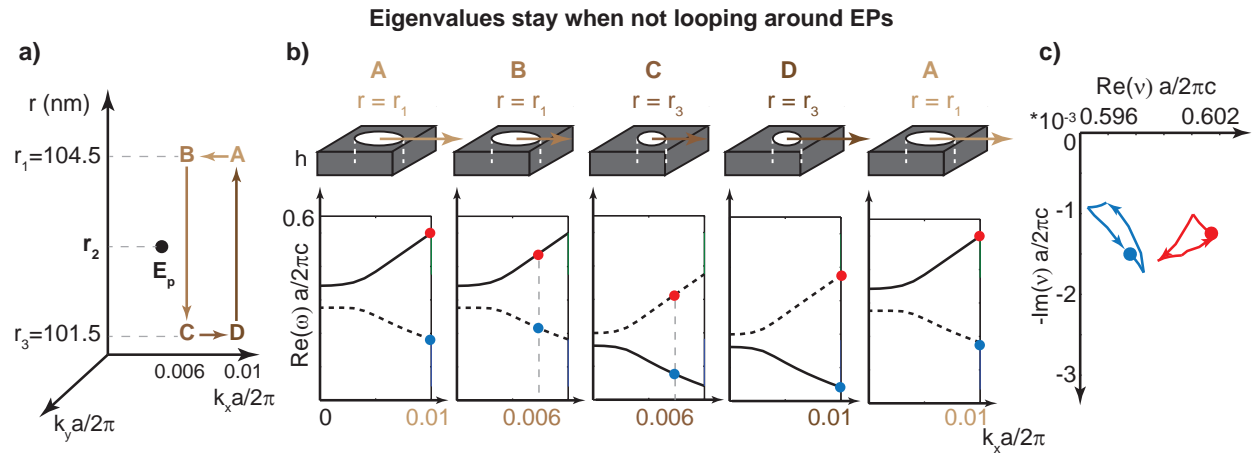 Eigenvalues stay when not looping around EPs
a)
r (nm)
r1=104.5
B
A
r2
Ep
r3=101.5
C
D
0.006
0.01
kxa/2π
kya/2π
b)
A
B
C
D
A
r = r1
r = r1
r = r3
r = r3
r = r1
h
0.6
Re(ω) a/2πc
0
0.01
0.006
0.006
0.01
0.01
kxa/2π
c)
Re(ν) a/2πc
*10-3
0.596
0.602
0
-1
-2
-3
-Im(ν) a/2πc